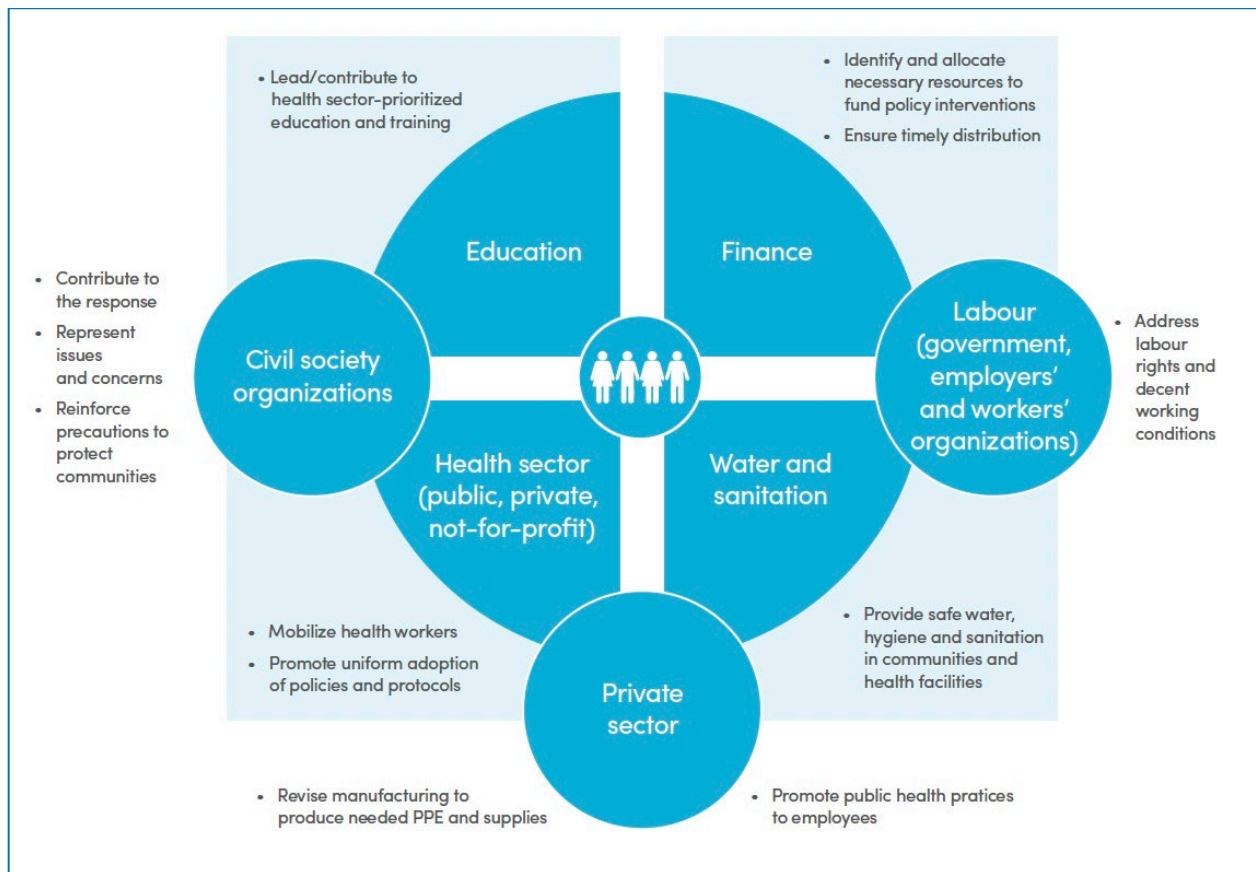 • Lead/contribute to
health sector-prioritized
education and training
• Identify and allocate
necessary resources to
fund policy interventions
• Ensure timely distribution
Education
Finance
• Contribute to
the response
• Represent
issues
and concerns
• Reinforce
precautions to
protect
communities
Civil society
organizations
Labour
(government,
employers’
and workers’
organizations)
• Address
labour
rights and
decent
working
conditions
Health sector
(public, private,
not-for-profit)
Water and
sanitation
• Mobilize health workers
• Promote uniform adoption
of policies and protocols
• Provide safe water,
hygiene and sanitation
in communities and
health facilities
Private
sector
• Revise manufacturing to
produce needed PPE and supplies
• Promote public health pratices
to employees